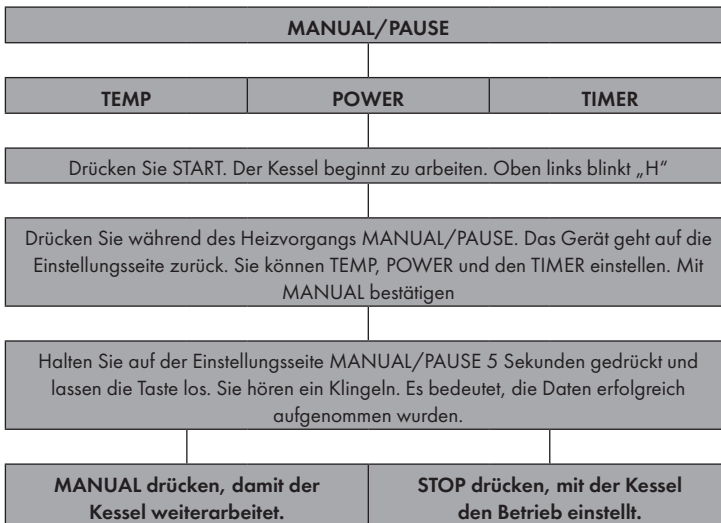 MANUAL/PAUSE
TEMP POWER TIMER
Drücken Sie START. Der Kessel beginnt zu arbeiten. Oben links blinkt „H“
Drücken Sie während des Heizvorgangs MANUAL/PAUSE. Das Gerät geht auf die
Einstellungsseite zurück. Sie können TEMP, POWER und den TIMER einstellen. Mit
MANUAL bestätigen
Halten Sie auf der Einstellungsseite MANUAL/PAUSE 5 Sekunden gedrückt und
lassen die Taste los. Sie hören ein Klingeln. Es bedeutet, die Daten erfolgreich
aufgenommen wurden.
MANUAL drücken, damit der
Kessel weiterarbeitet.
STOP drücken, mit der Kessel
den Betrieb einstellt.